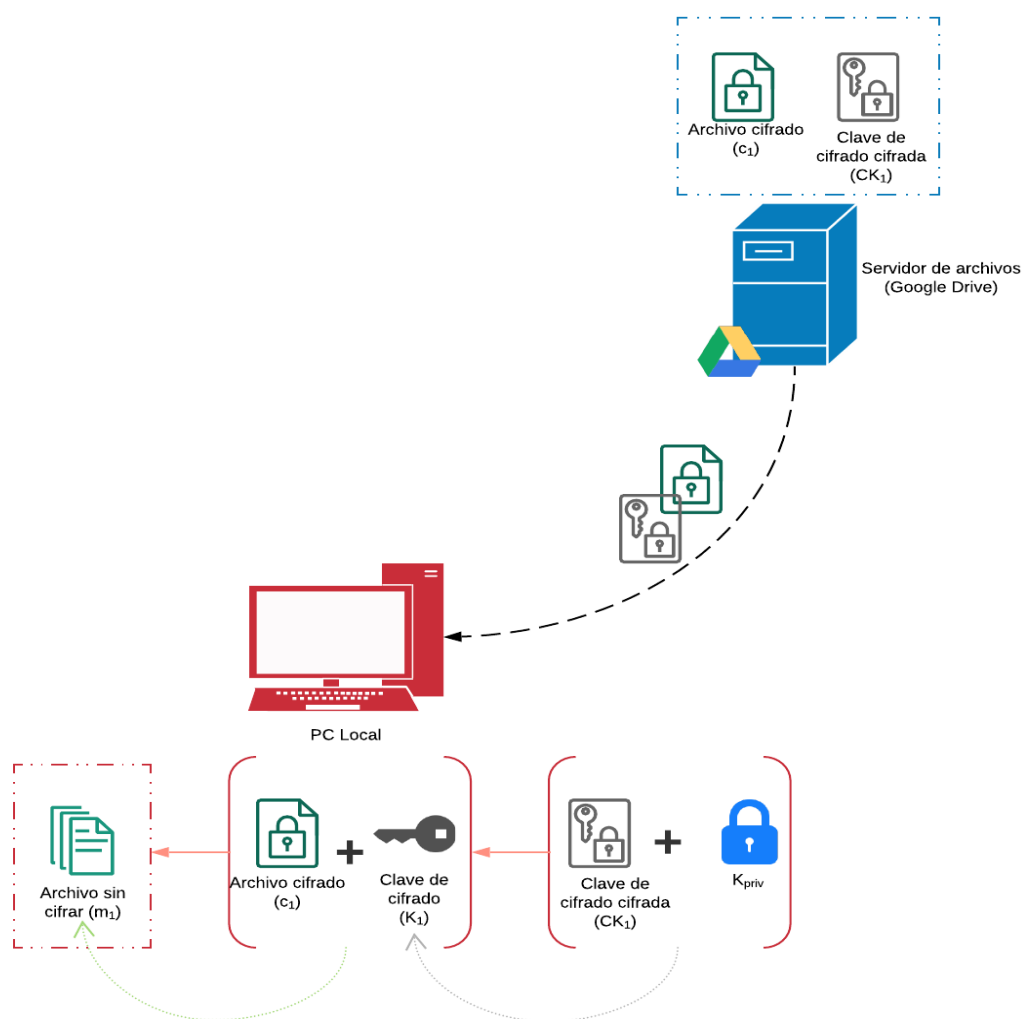 Archivo cifrado
(c₁)
Clave de
cifrado cifrada
(CK₁)
Servidor de archivos
(Google Drive)
PC Local
Archivo sin
cifrar (m₁)
Archivo cifrado
(c₁)
Clave de
cifrado
(K₁)
Clave de
cifrado cifrada
(CK₁)
Kpriv